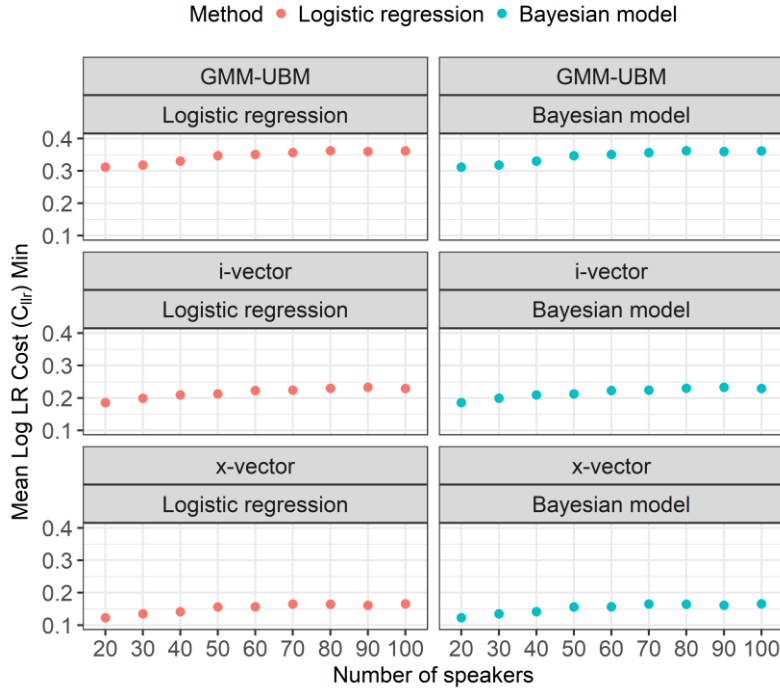 Method Logistic regression Bayesian model
GMM-UBM GMM-UBM
Logistic regression Bayesian model
0.4
0.3
0.2
0.1
i-vector i-vector
Logistic regression Bayesian model
0.4
0.3
0.2
0.1
x-vector x-vector
Logistic regression Bayesian model
0.4
0.3
0.2
0.1
20 30 40 50 60 70 80 90 100 20 30 40 50 60 70 80 90 100
Number of speakers
Mean Log LR Cost (Cllr) Min